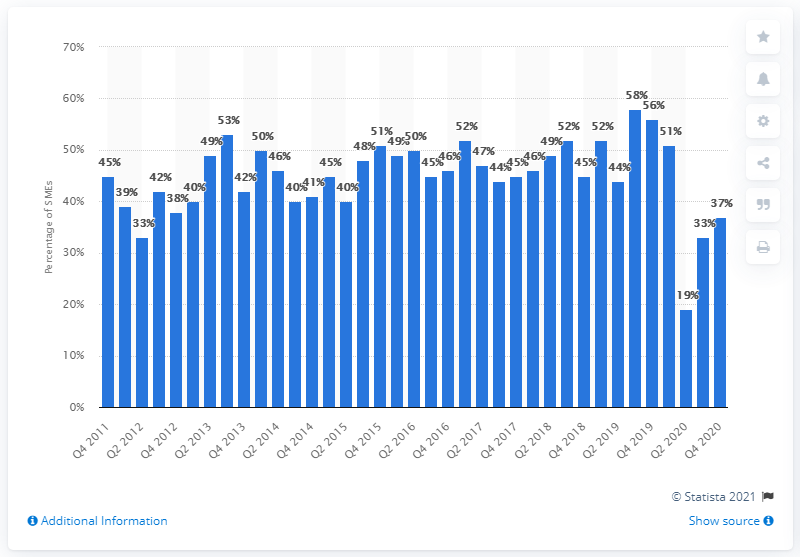 70%
60%
50%
40%
30%
20%
10%
0%
Percentage of SMEs
45%
39%
33%
42%
38%
40%
49%
53%
42%
50%
46%
40%
41%
45%
40%
48%
51%
49%
50%
45%
46%
52%
47%
44%
45%
46%
49%
52%
45%
52%
44%
58%
56%
51%
19%
33%
37%
Q4 2011
Q2 2012
Q4 2012
Q2 2013
Q4 2013
Q2 2014
Q4 2014
Q2 2015
Q4 2015
Q2 2016
Q4 2016
Q2 2017
Q4 2017
Q2 2018
Q4 2018
Q2 2019
Q4 2019
Q2 2020
Q4 2020
© Statista 2021
Additional Information
Show source